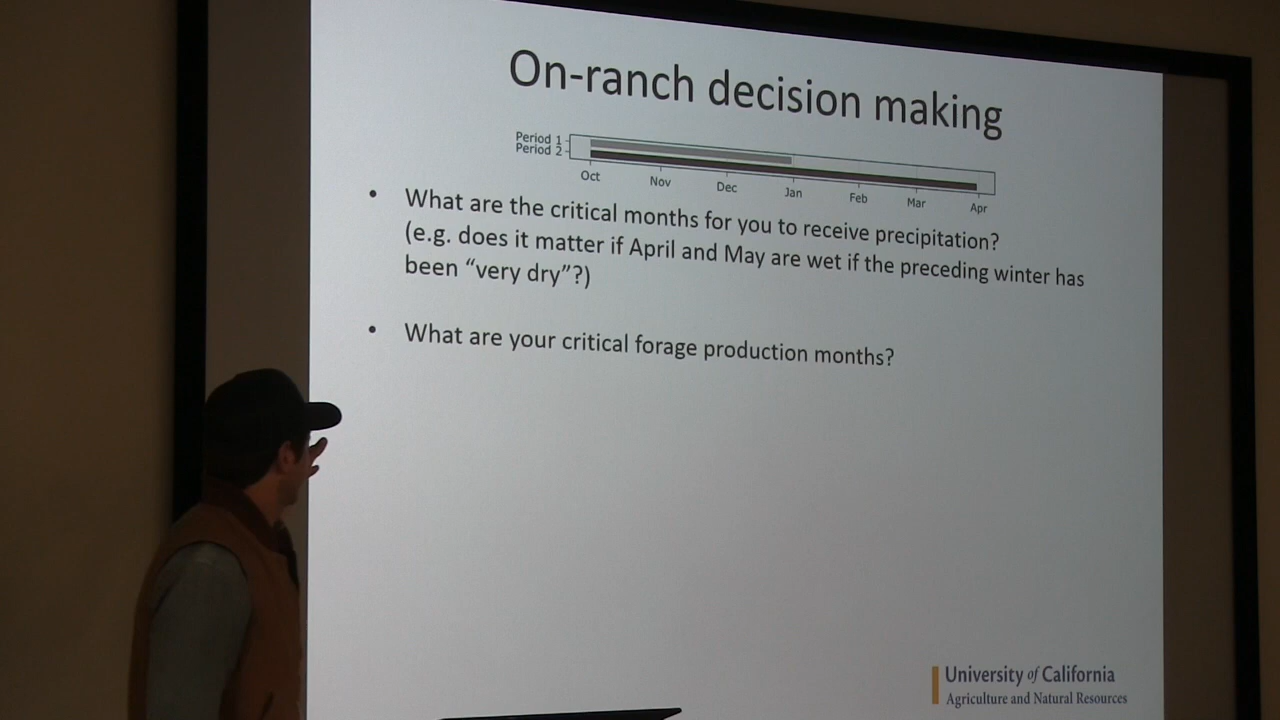 On-ranch decision making
Period 1
Period 2
Oct Nov Dec Jan Feb Mar Apr
• What are the critical months for you to receive precipitation?
(e.g. does it matter if April and May are wet if the preceding winter has
been “very dry”?)
• What are your critical forage production months?
University of California
Agriculture and Natural Resources